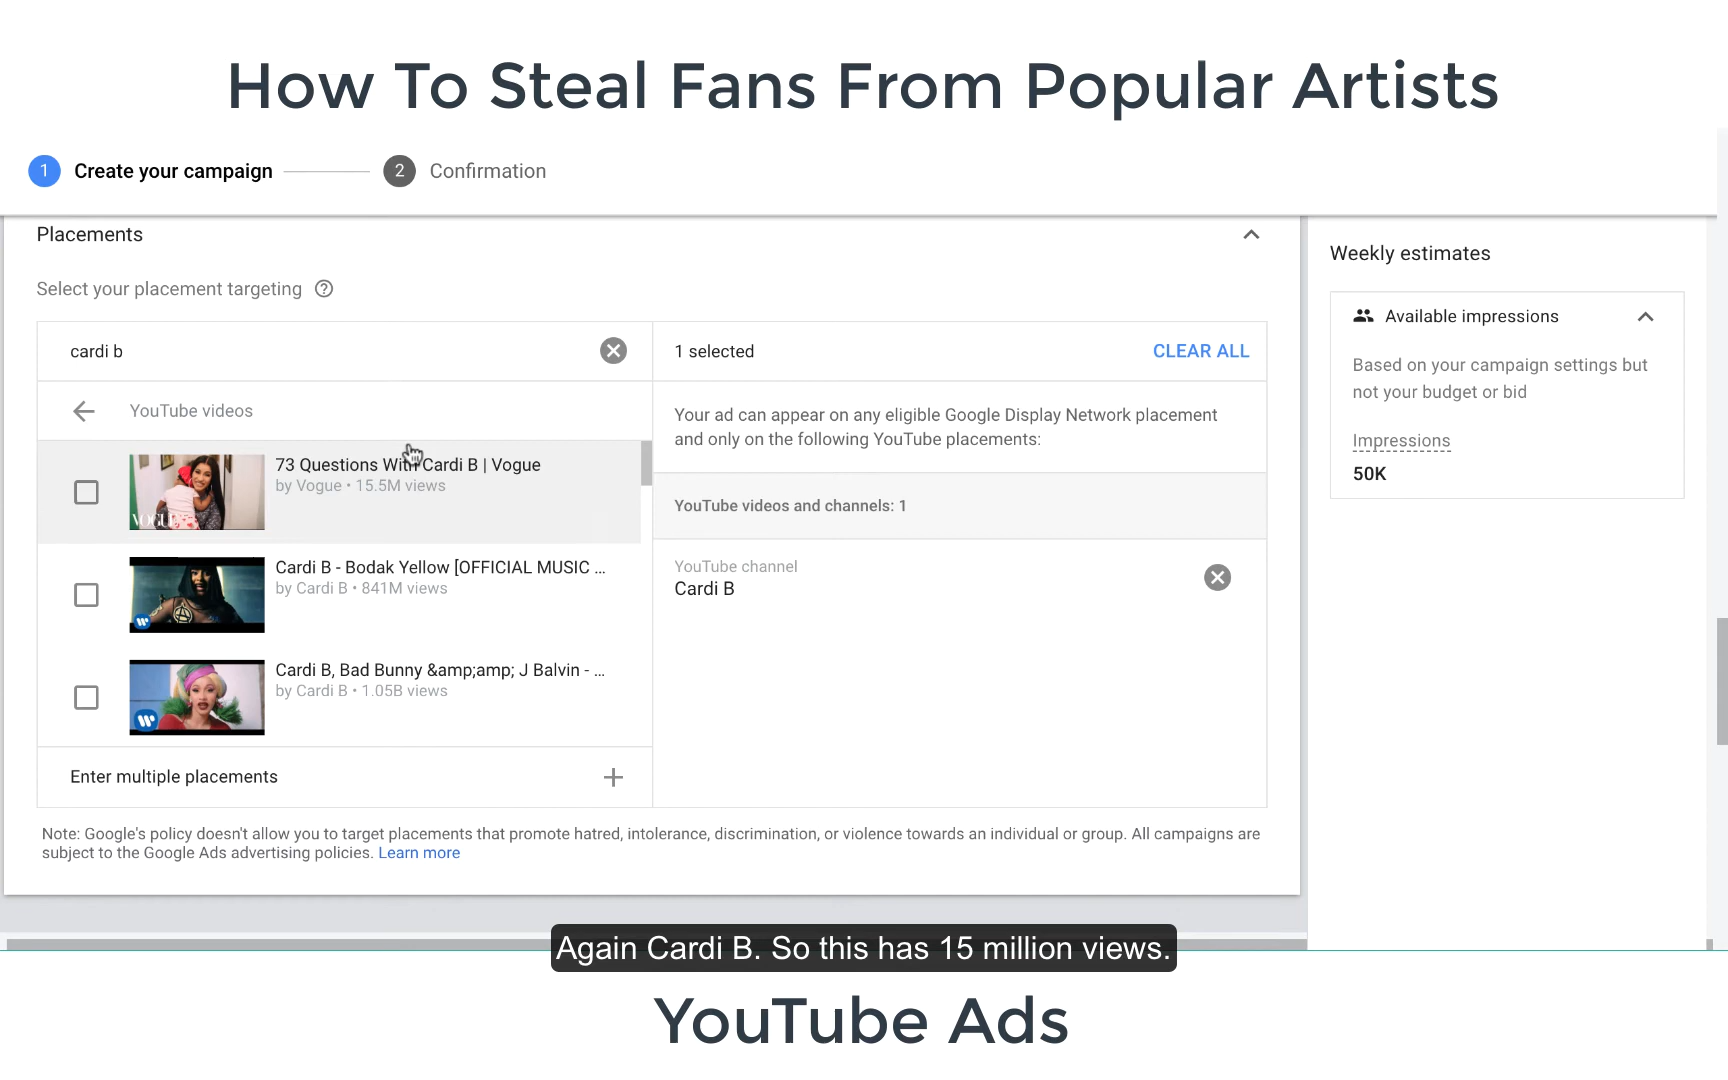 How To Steal Fans From Popular Artists
1 Create your campaign 2 Confirmation
Placements
Select your placement targeting ?
cardi b
YouTube videos
73 Questions With Cardi B | Vogue
by Vogue • 15.5M views
VOGUE
Cardi B - Bodak Yellow [OFFICIAL MUSIC ...
by Cardi B • 841M views
Cardi B, Bad Bunny &amp;amp; J Balvin - ...
by Cardi B • 1.05B views
Enter multiple placements
1 selected CLEAR ALL
Your ad can appear on any eligible Google Display Network placement
and only on the following YouTube placements:
YouTube videos and channels: 1
YouTube channel
Cardi B
Weekly estimates
Available impressions
Based on your campaign settings but
not your budget or bid
Impressions
50K
Note: Google's policy doesn't allow you to target placements that promote hatred, intolerance, discrimination, or violence towards an individual or group. All campaigns are
subject to the Google Ads advertising policies. Learn more
Again Cardi B. So this has 15 million views.
YouTube Ads